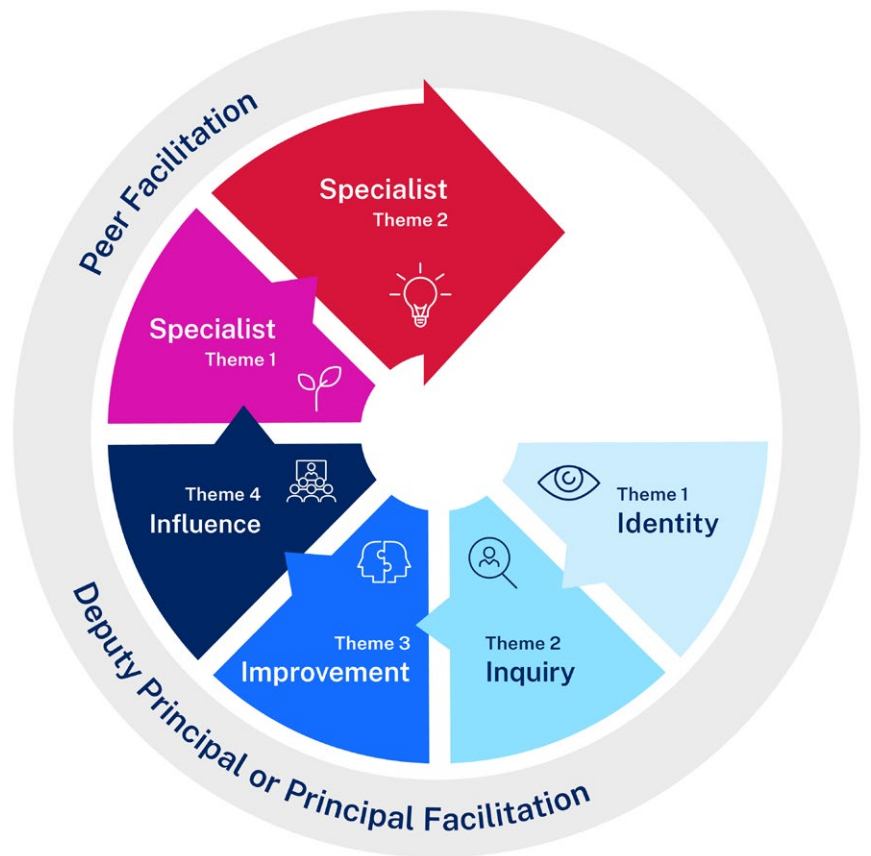 Peer Facilitation
Specialist
Theme 2
Specialist
Theme 1
Theme 4
Influence
Theme 1
Identity
Theme 3
Improvement
Theme 2
Inquiry
Deputy Principal or Principal Facilitation